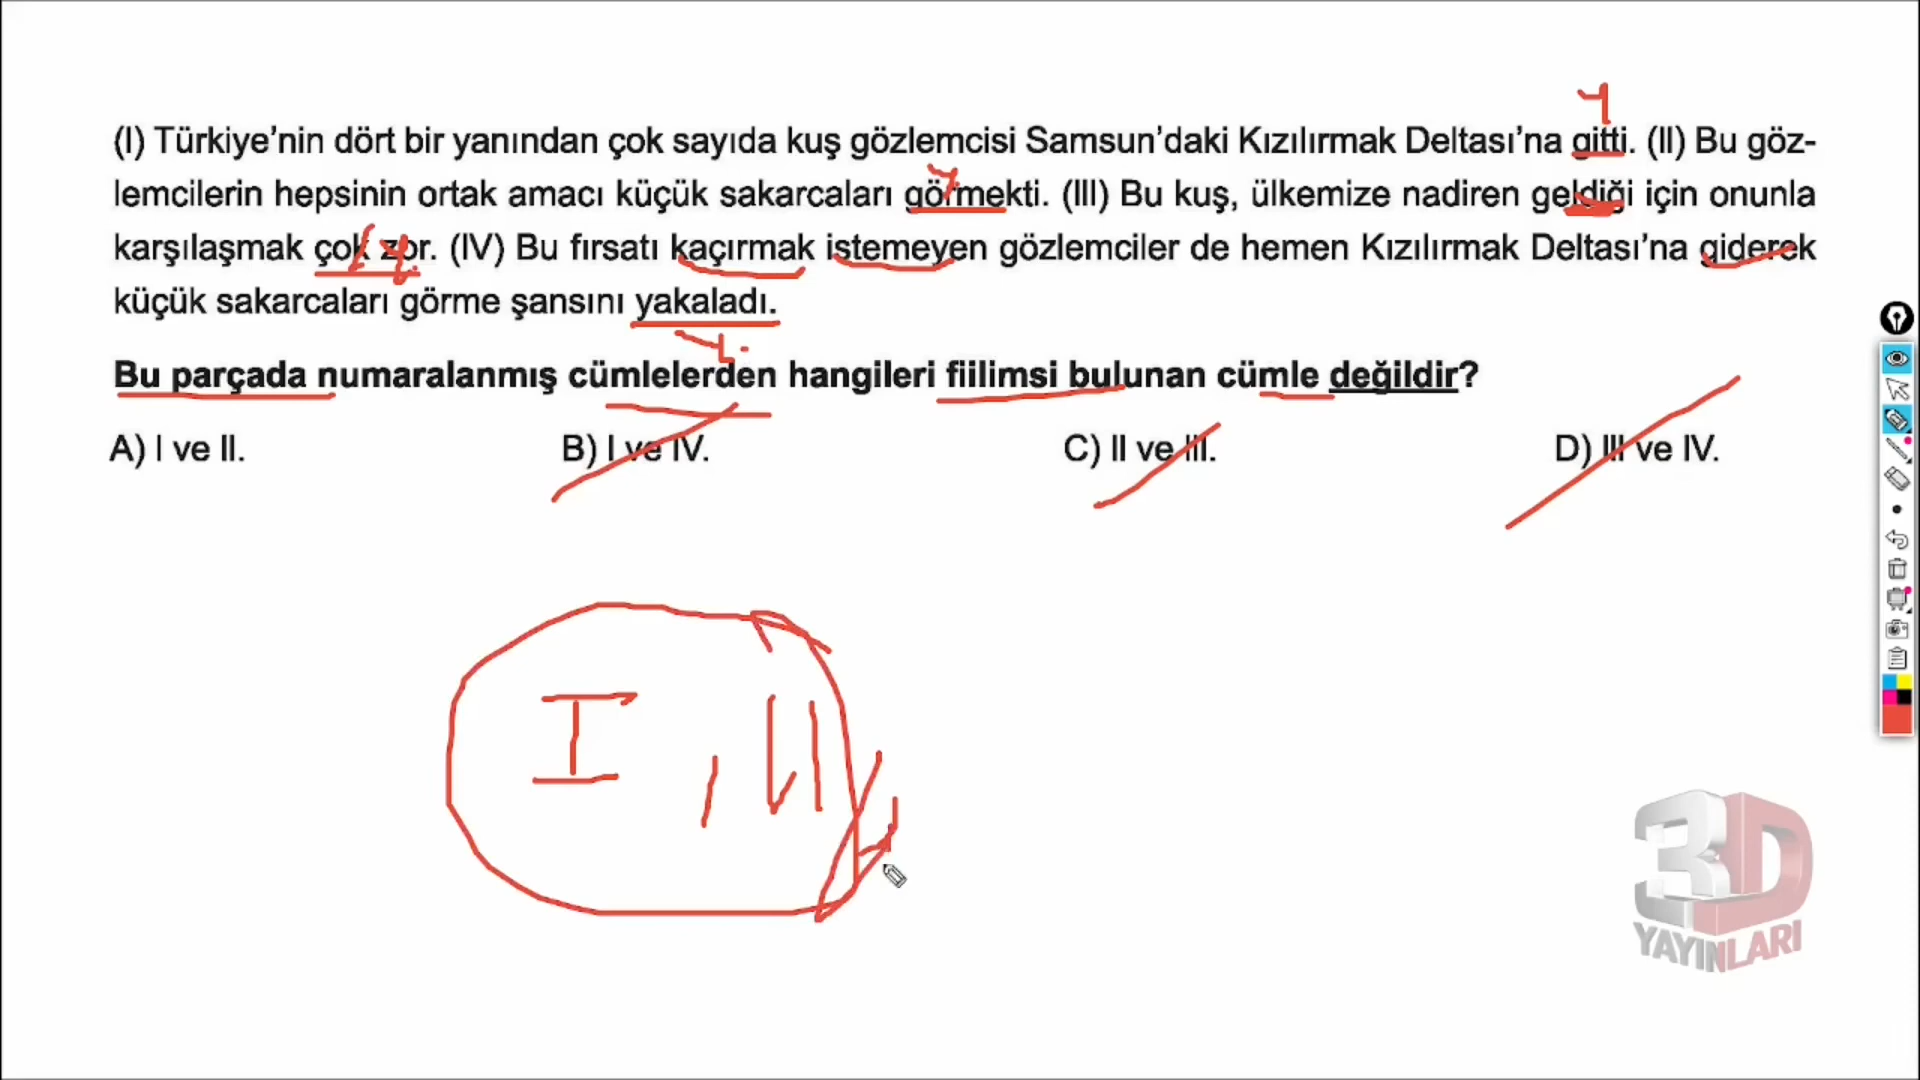 (I) Türkiye’nin dört bir yanından çok sayıda kuş gözlemcisi Samsun’daki Kızılırmak Deltası’na gitti. (II) Bu göz-
lemcilerin hepsinin ortak amacı küçük sakarcaları görmekti. (III) Bu kuş, ülkemize nadiren geldiği için onunla
karşılaşmak çok zor. (IV) Bu fırsatı kaçırmak istemeyen gözlemciler de hemen Kızılırmak Deltası’na giderek
küçük sakarcaları görme şansını yakaladı.
Bu parçada numaralanmış cümlelerden hangileri fiilimsi bulunan cümle değildir?
A) I ve II. B) I ve IV. C) II ve III. D) III ve IV.
I, II
3D
YAYINLARI